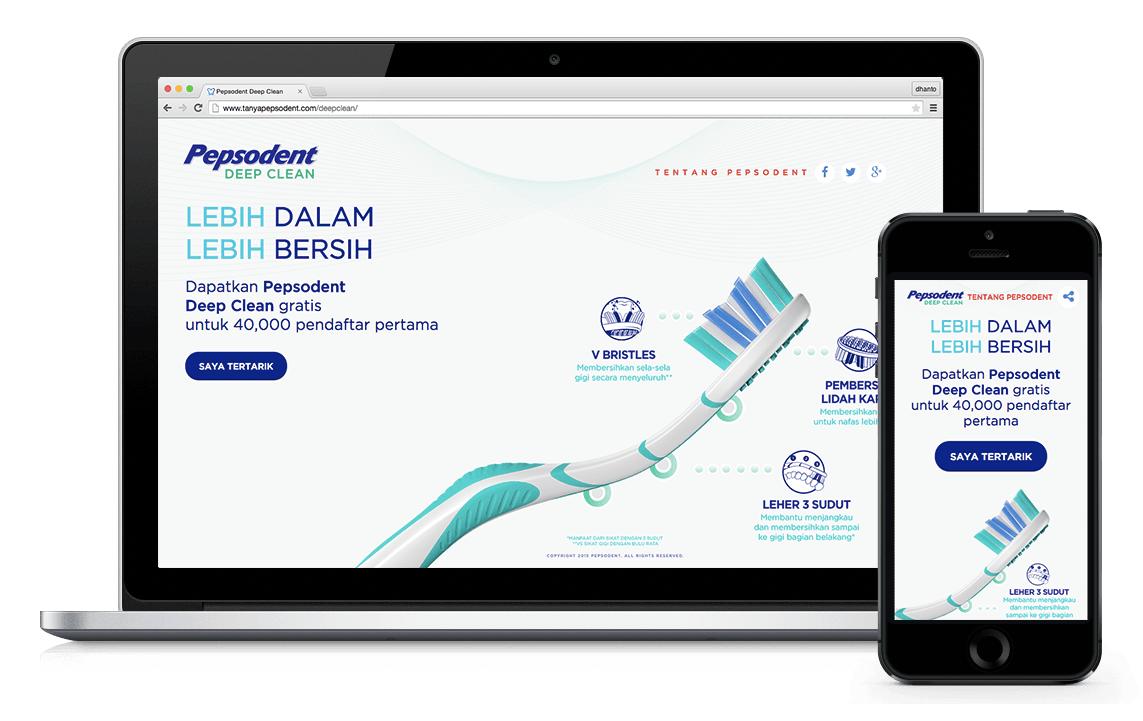 Pepsodent Deep Clean
dhanto
www.tanyapepsodent.com/deepclean/
Pepsodent
DEEP CLEAN
TENTANG PEPSODENT
LEBIH DALAM
LEBIH BERSIH
Dapatkan Pepsodent
Deep Clean gratis
untuk 40,000 pendaftar pertama
SAYA TERTARIK
V BRISTLES
Membersihkan sela-sela
gigi secara menyeluruh**
PEMBERS
LIDAH KAR
Membersihkan
untuk nafas lebih
LEHER 3 SUDUT
Membantu menjangkau
dan membersihkan sampai
ke gigi bagian belakang*
*MANFAAT DARI SIKAT DENGAN 3 SUDUT
**VS SIKAT GIGI DENGAN BULU RATA
COPYRIGHT 2015 PEPSODENT. ALL RIGHTS RESERVED.
Pepsodent
DEEP CLEAN
TENTANG PEPSODENT
LEBIH DALAM
LEBIH BERSIH
Dapatkan Pepsodent
Deep Clean gratis
untuk 40,000 pendaftar
pertama
SAYA TERTARIK
LEHER 3 SUDUT
Membantu menjangkau
dan membersihkan
sampai ke gigi bagian